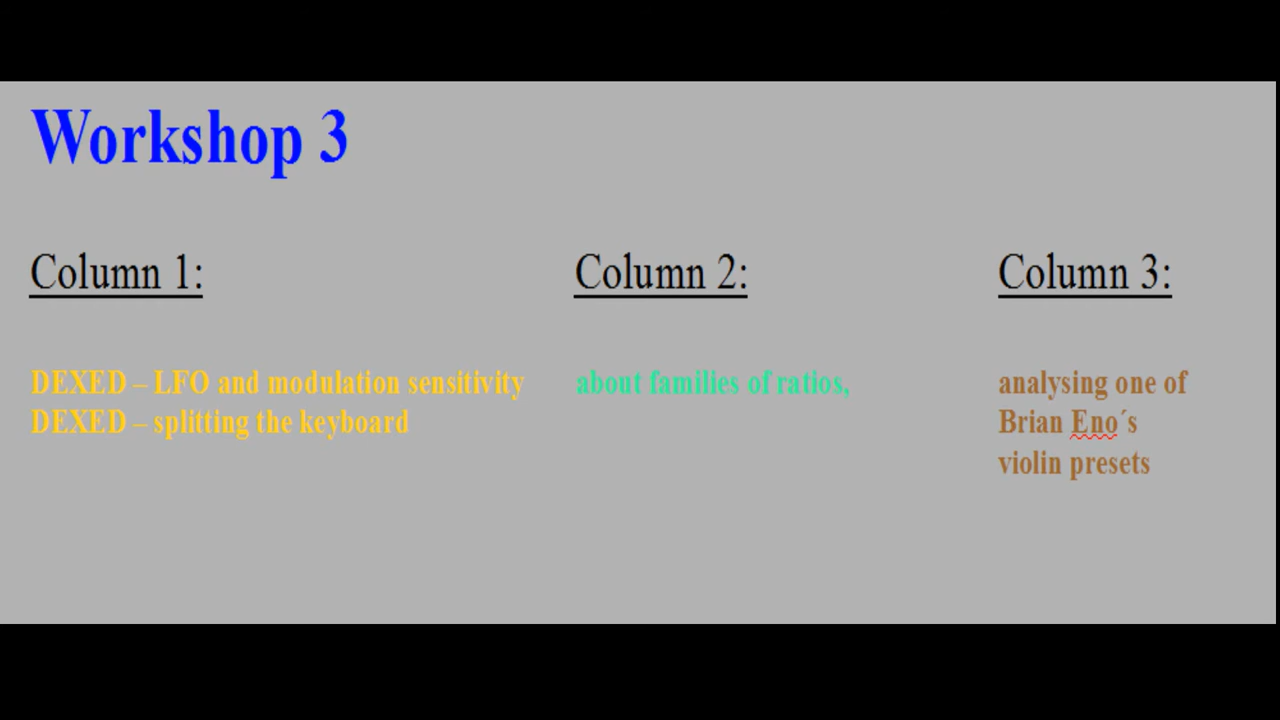 Workshop 3
Column 1:
DEXED – LFO and modulation sensitivity
DEXED – splitting the keyboard
Column 2:
about families of ratios,
Column 3:
analysing one of
Brian Eno´s
violin presets